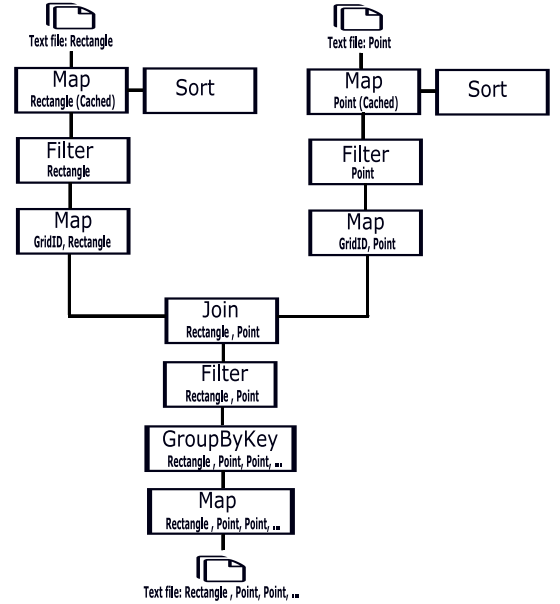 Text file: Rectangle
Map
Rectangle (Cached)
Sort
Filter
Rectangle
Map
GridID, Rectangle
Text file: Point
Map
Point (Cached)
Sort
Filter
Point
Map
GridID, Point
Join
Rectangle , Point
Filter
Rectangle , Point
GroupByKey
Rectangle , Point, Point, ...
Map
Rectangle , Point, Point, ...
Text file: Rectangle , Point, Point, ...